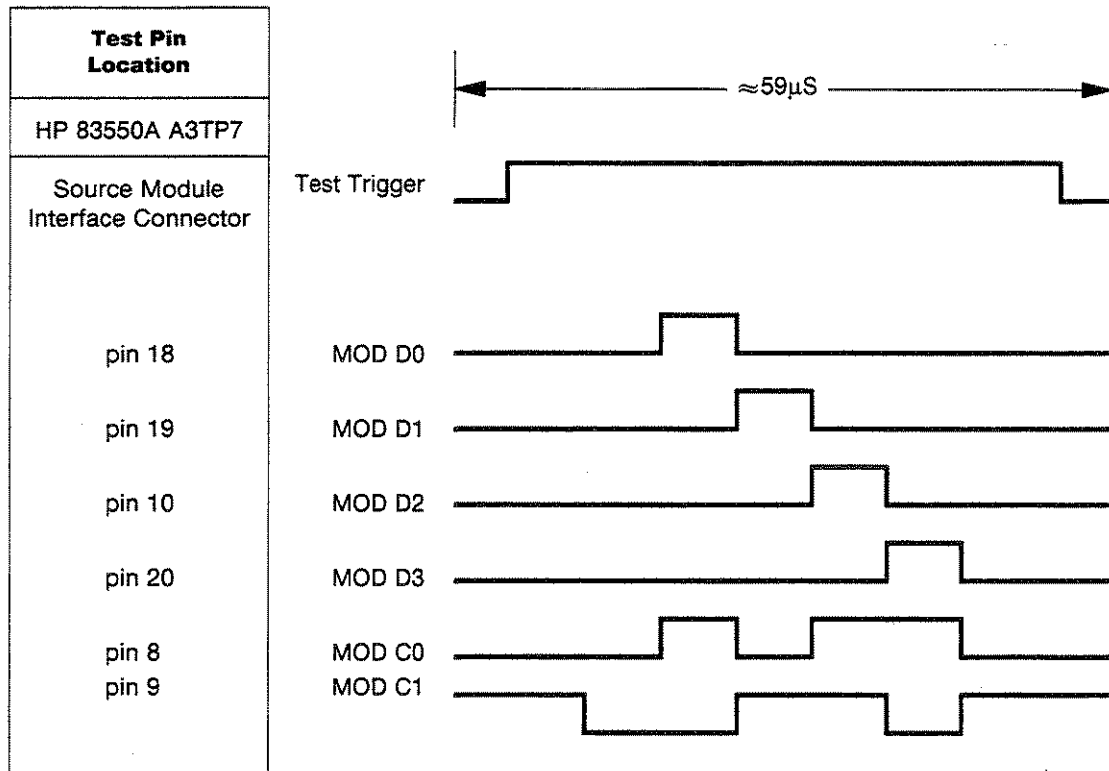 Test Pin
Location
≈59µS
HP 83550A A3TP7
Source Module
Interface Connector
Test Trigger
pin 18 MOD D0
pin 19 MOD D1
pin 10 MOD D2
pin 20 MOD D3
pin 8 MOD C0
pin 9 MOD C1